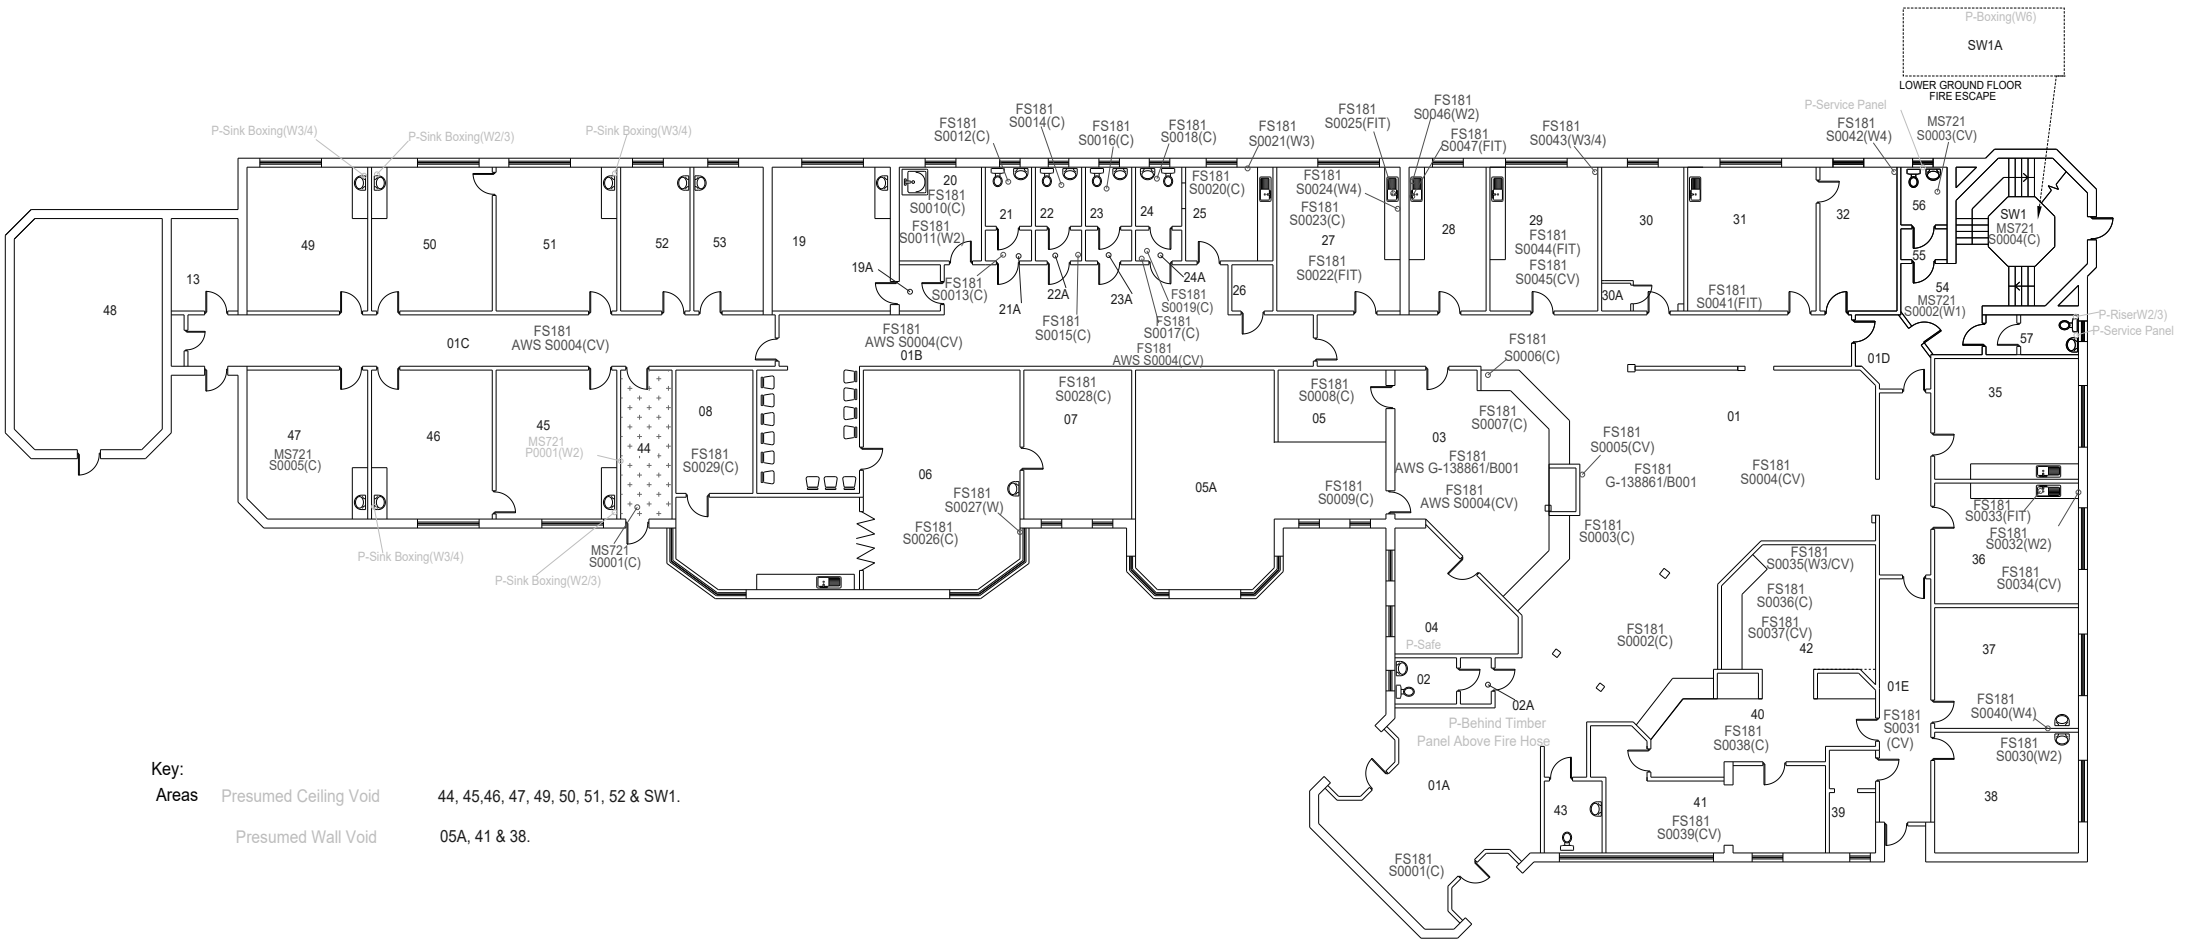 P-Boxing(W6)
SW1A
LOWER GROUND FLOOR
FIRE ESCAPE
P-Sink Boxing(W3/4)
P-Sink Boxing(W2/3)
P-Sink Boxing(W3/4)
FS181
S0012(C)
FS181
S0014(C)
FS181
S0016(C)
FS181
S0018(C)
FS181
S0021(W3)
FS181
S0025(FIT)
FS181
S0046(W2)
FS181
S0047(FIT)
FS181
S0043(W3/4)
P-Service Panel
FS181
S0042(W4)
MS721
S0003(CV)
48
13
49
50
51
52
53
19
19A
20
FS181
S0010(C)
FS181
S0011(W2)
21
22
23
24
FS181
S0020(C)
25
FS181
S0013(C)
21A
22A
FS181
S0015(C)
23A
24A
FS181
S0019(C)
FS181
S0017(C)
26
FS181
S0024(W4)
FS181
S0023(C)
27
FS181
S0022(FIT)
28
29
FS181
S0044(FIT)
FS181
S0045(CV)
30
30A
31
FS181
S0041(FIT)
32
56
55
54
MS721
S0002(W1)
SW1
MS721
S0004(C)
P-RiserW2/3)
P-Service Panel
57
01C
FS181
AWS S0004(CV)
FS181
AWS S0004(CV)
01B
FS181
AWS S0004(CV)
FS181
S0006(C)
01D
47
MS721
S0005(C)
46
45
MS721
P0001(W2)
44
P-Sink Boxing(W3/4)
P-Sink Boxing(W2/3)
MS721
S0001(C)
08
FS181
S0029(C)
06
FS181
S0027(W)
FS181
S0026(C)
FS181
S0028(C)
07
05A
FS181
S0008(C)
05
FS181
S0009(C)
03
FS181
S0007(C)
FS181
AWS G-138861/B001
FS181
AWS S0004(CV)
FS181
S0005(CV)
FS181
G-138861/B001
01
FS181
S0004(CV)
FS181
S0003(C)
35
FS181
S0033(FIT)
FS181
S0032(W2)
36
FS181
S0034(CV)
FS181
S0035(W3/CV)
FS181
S0036(C)
FS181
S0037(CV)
42
FS181
S0002(C)
04
P-Safe
02
02A
P-Behind Timber
Panel Above Fire Hose
37
FS181
S0040(W4)
01E
FS181
S0031
(CV)
40
FS181
S0038(C)
FS181
S0030(W2)
38
01A
43
41
FS181
S0039(CV)
39
FS181
S0001(C)
Key:
Areas Presumed Ceiling Void 44, 45,46, 47, 49, 50, 51, 52 & SW1.
Presumed Wall Void 05A, 41 & 38.